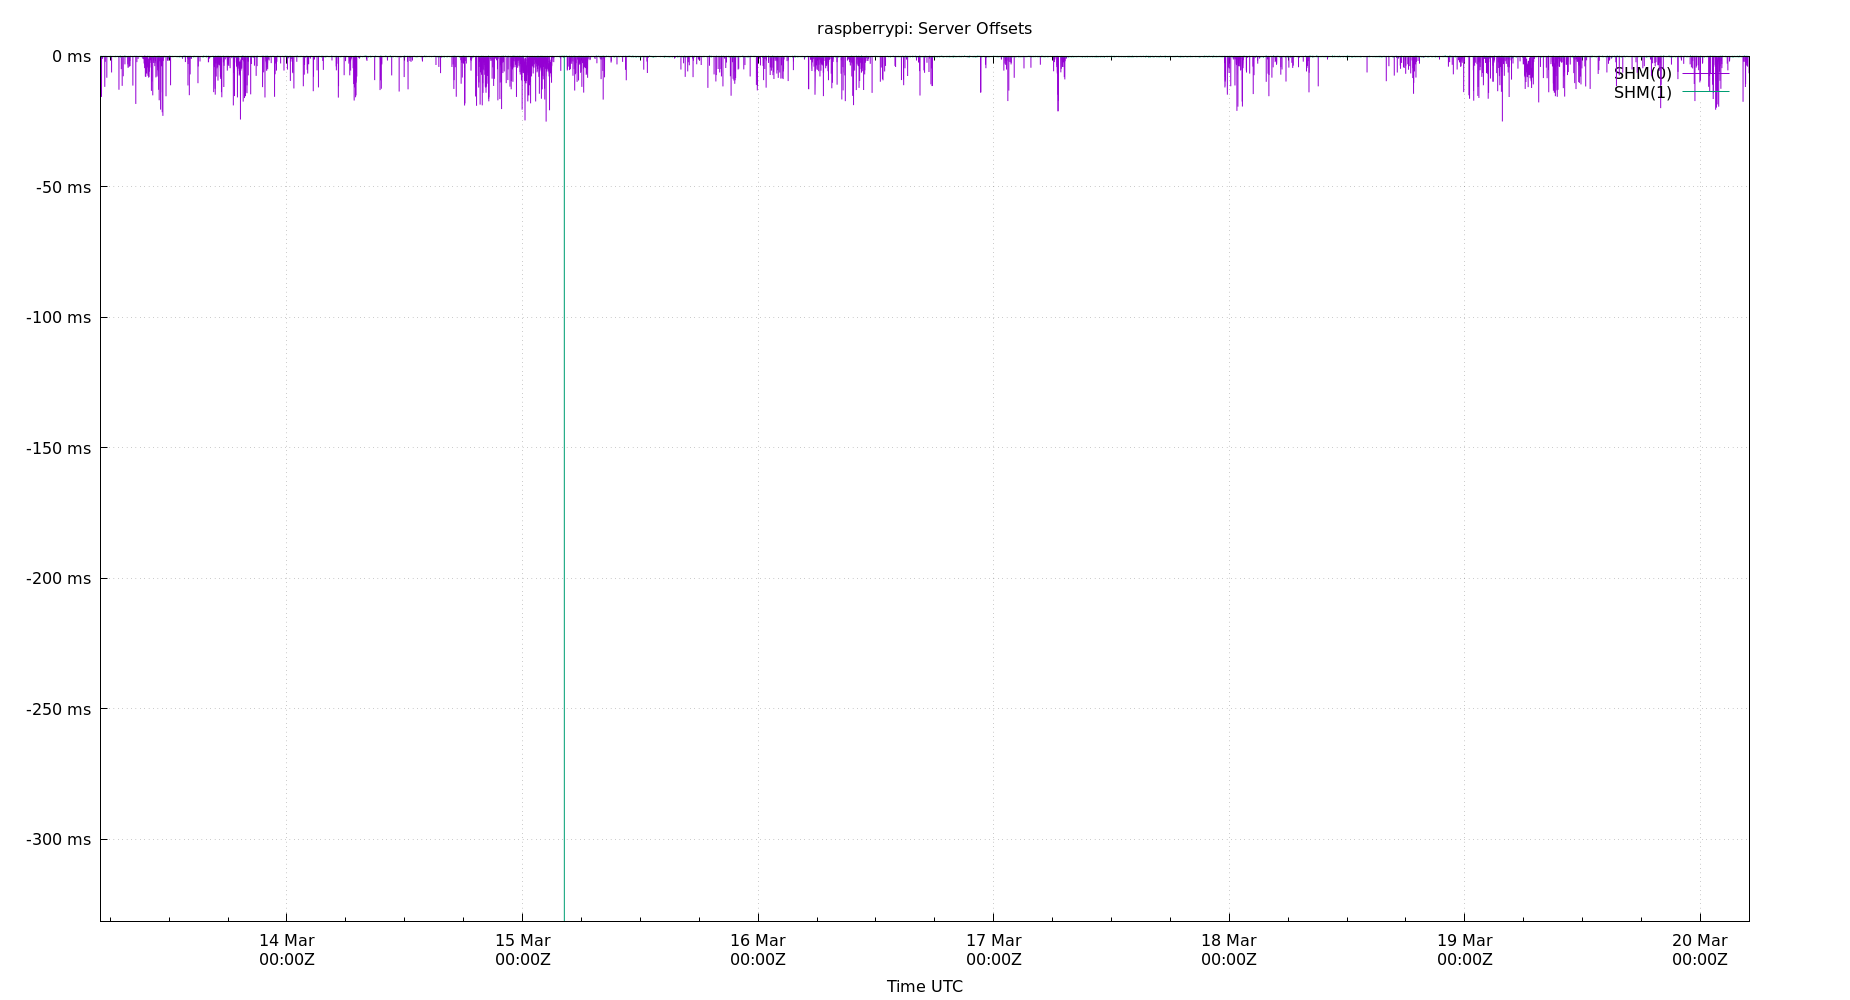 raspberrypi: Server Offsets
0 ms
SHM(0)
SHM(1)
-50 ms
-100 ms
-150 ms
-200 ms
-250 ms
-300 ms
14 Mar 15 Mar 16 Mar 17 Mar 18 Mar 19 Mar 20 Mar
00:00Z 00:00Z 00:00Z 00:00Z 00:00Z 00:00Z 00:00Z
Time UTC